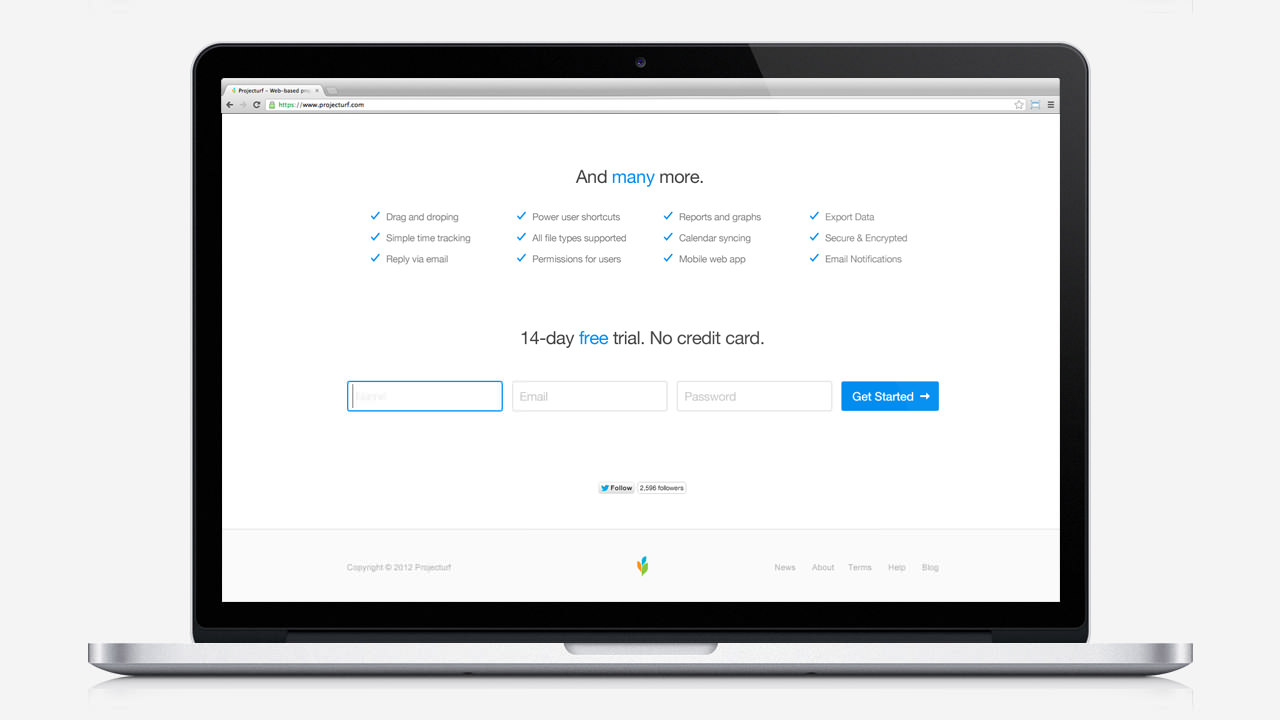 Projecturf – Web-based proj
https://www.projecturf.com
And many more.
Drag and droping
Power user shortcuts
Reports and graphs
Export Data
Simple time tracking
All file types supported
Calendar syncing
Secure & Encrypted
Reply via email
Permissions for users
Mobile web app
Email Notifications
14-day free trial. No credit card.
Name
Email
Password
Get Started
Follow
2,596 followers
Copyright © 2012 Projecturf
News
About
Terms
Help
Blog